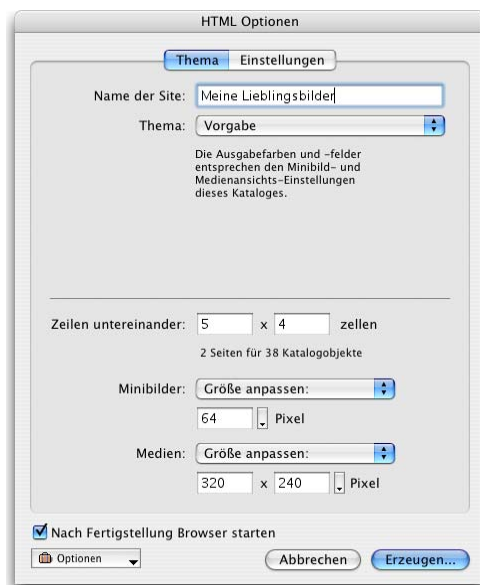 HTML Optionen
Thema Einstellungen
Name der Site: Meine Lieblingsbilder
Thema: Vorgabe
Die Ausgabefarben und -felder
entsprechen den Minibild- und
Medienansichts-Einstellungen
dieses Kataloges.
Zeilen untereinander: 5 x 4 zellen
2 Seiten für 38 Katalogobjekte
Minibilder: Größe anpassen:
64 Pixel
Medien: Größe anpassen:
320 x 240 Pixel
Nach Fertigstellung Browser starten
Optionen Abbrechen Erzeugen...